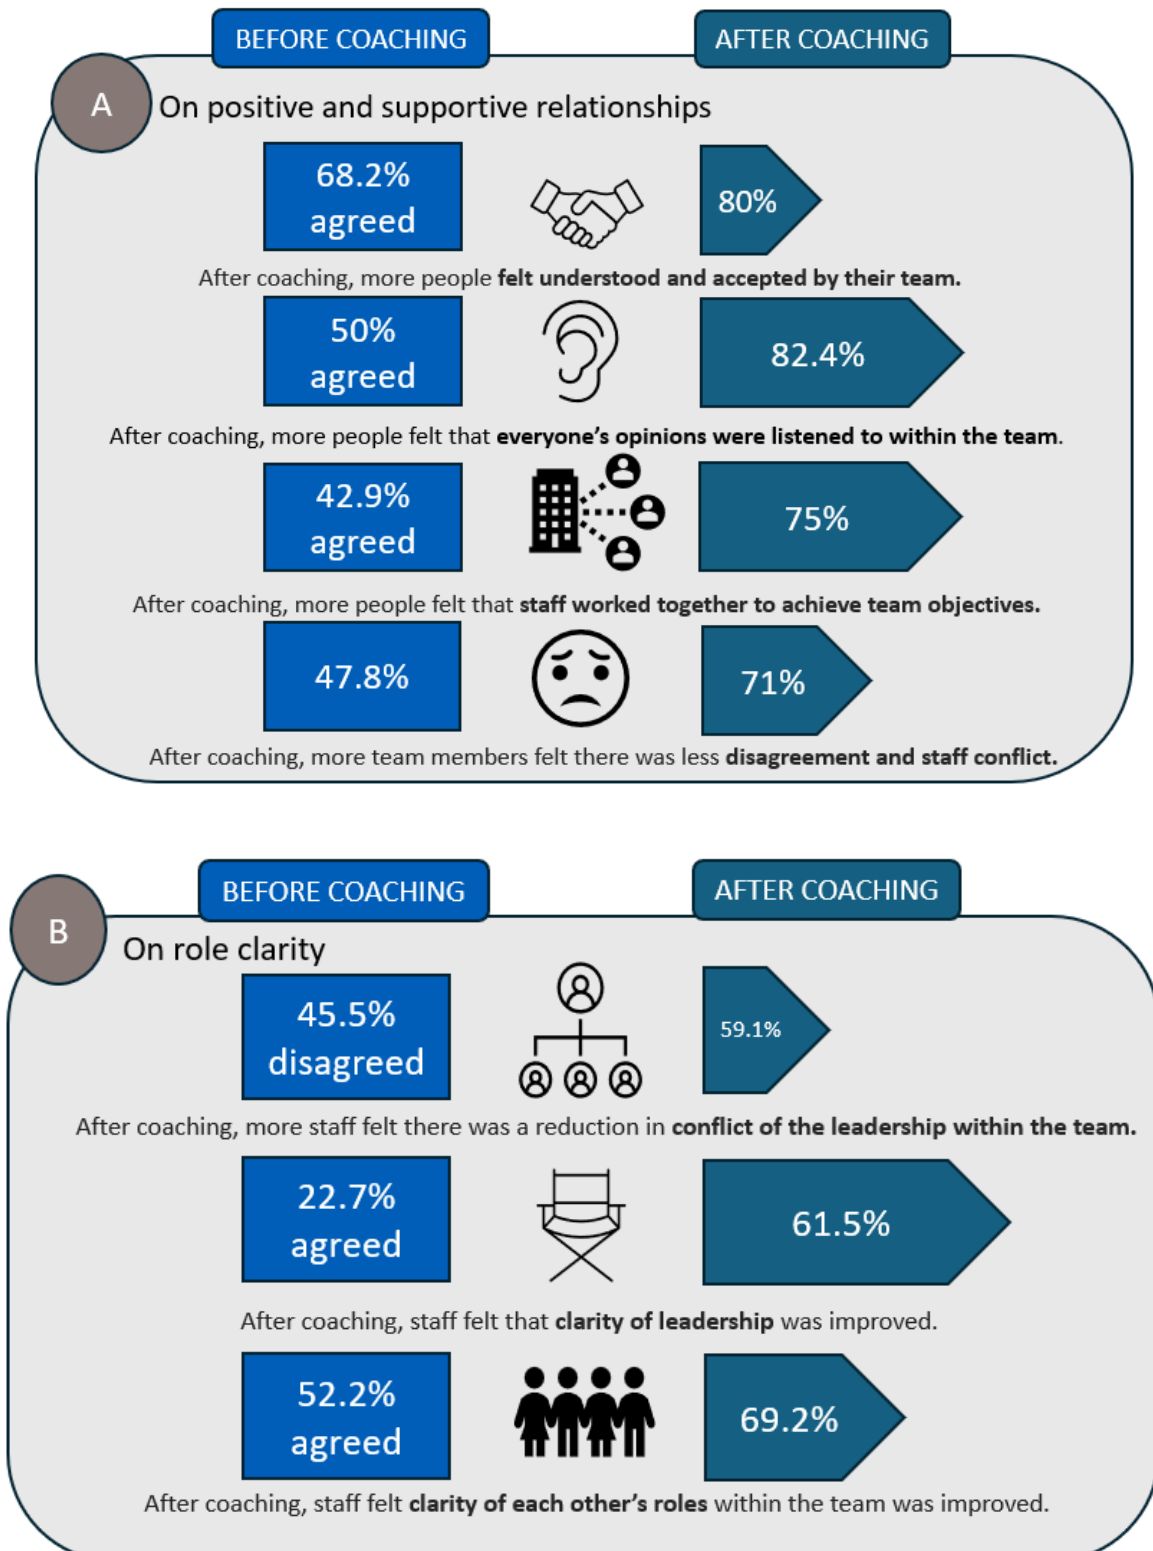 BEFORE COACHING
AFTER COACHING
A
On positive and supportive relationships
68.2%
agreed
80%
After coaching, more people felt understood and accepted by their team.
50%
agreed
82.4%
After coaching, more people felt that everyone's opinions were listened to within the team.
42.9%
agreed
75%
After coaching, more people felt that staff worked together to achieve team objectives.
47.8%
71%
After coaching, more team members felt there was less disagreement and staff conflict.
BEFORE COACHING
AFTER COACHING
B
On role clarity
45.5%
disagreed
59.1%
After coaching, more staff felt there was a reduction in conflict of the leadership within the team.
22.7%
agreed
61.5%
After coaching, staff felt that clarity of leadership was improved.
52.2%
agreed
69.2%
After coaching, staff felt clarity of each other's roles within the team was improved.